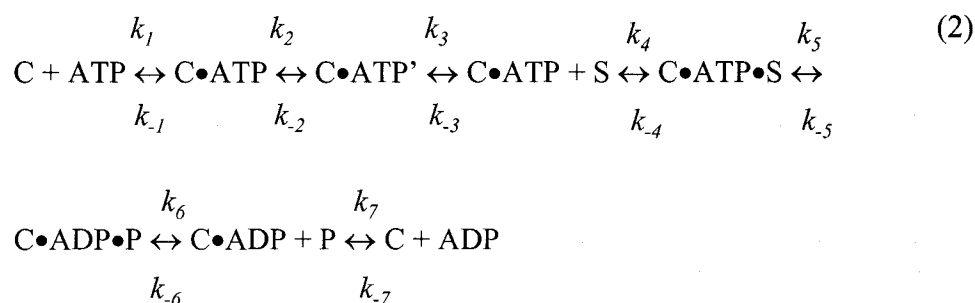 k1 k2 k3 k4 k5 (2)
C + ATP ↔ C•ATP ↔ C•ATP’ ↔ C•ATP + S ↔ C•ATP•S ↔
k-1 k-2 k-3 k-4 k-5
k6 k7
C•ADP•P ↔ C•ADP + P ↔ C + ADP
k-6 k-7